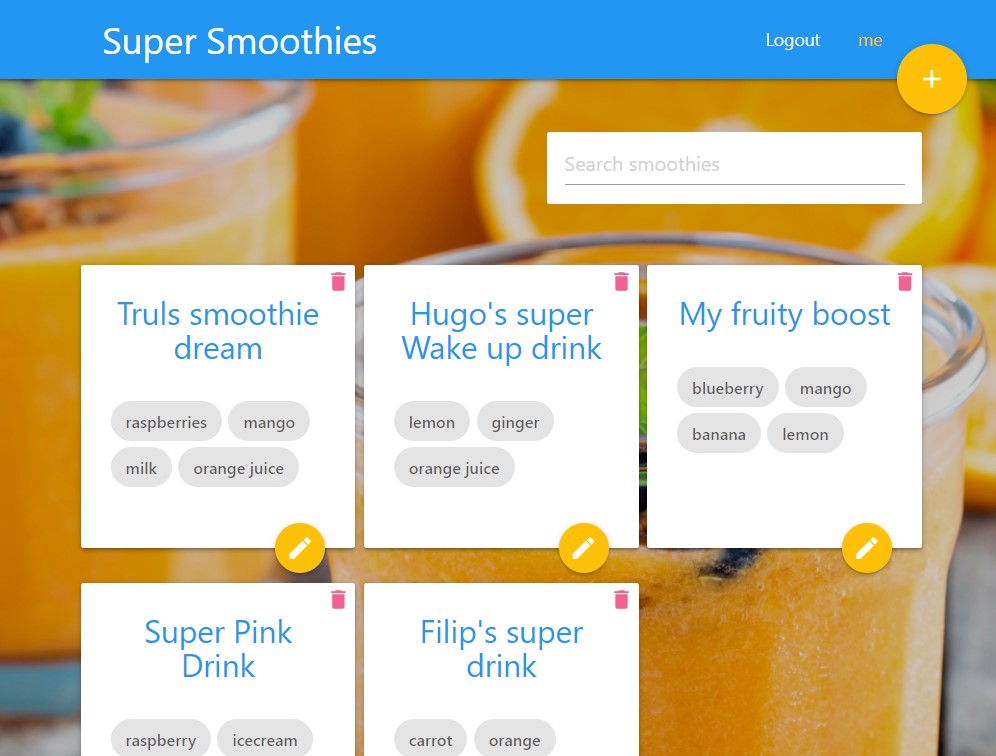 Super Smoothies
Logout me
+
Search smoothies
Truls smoothie
dream
raspberries mango
milk orange juice
Hugo's super
Wake up drink
lemon ginger
orange juice
My fruity boost
blueberry mango
banana lemon
Super Pink
Drink
raspberry icecream
Filip's super
drink
carrot orange